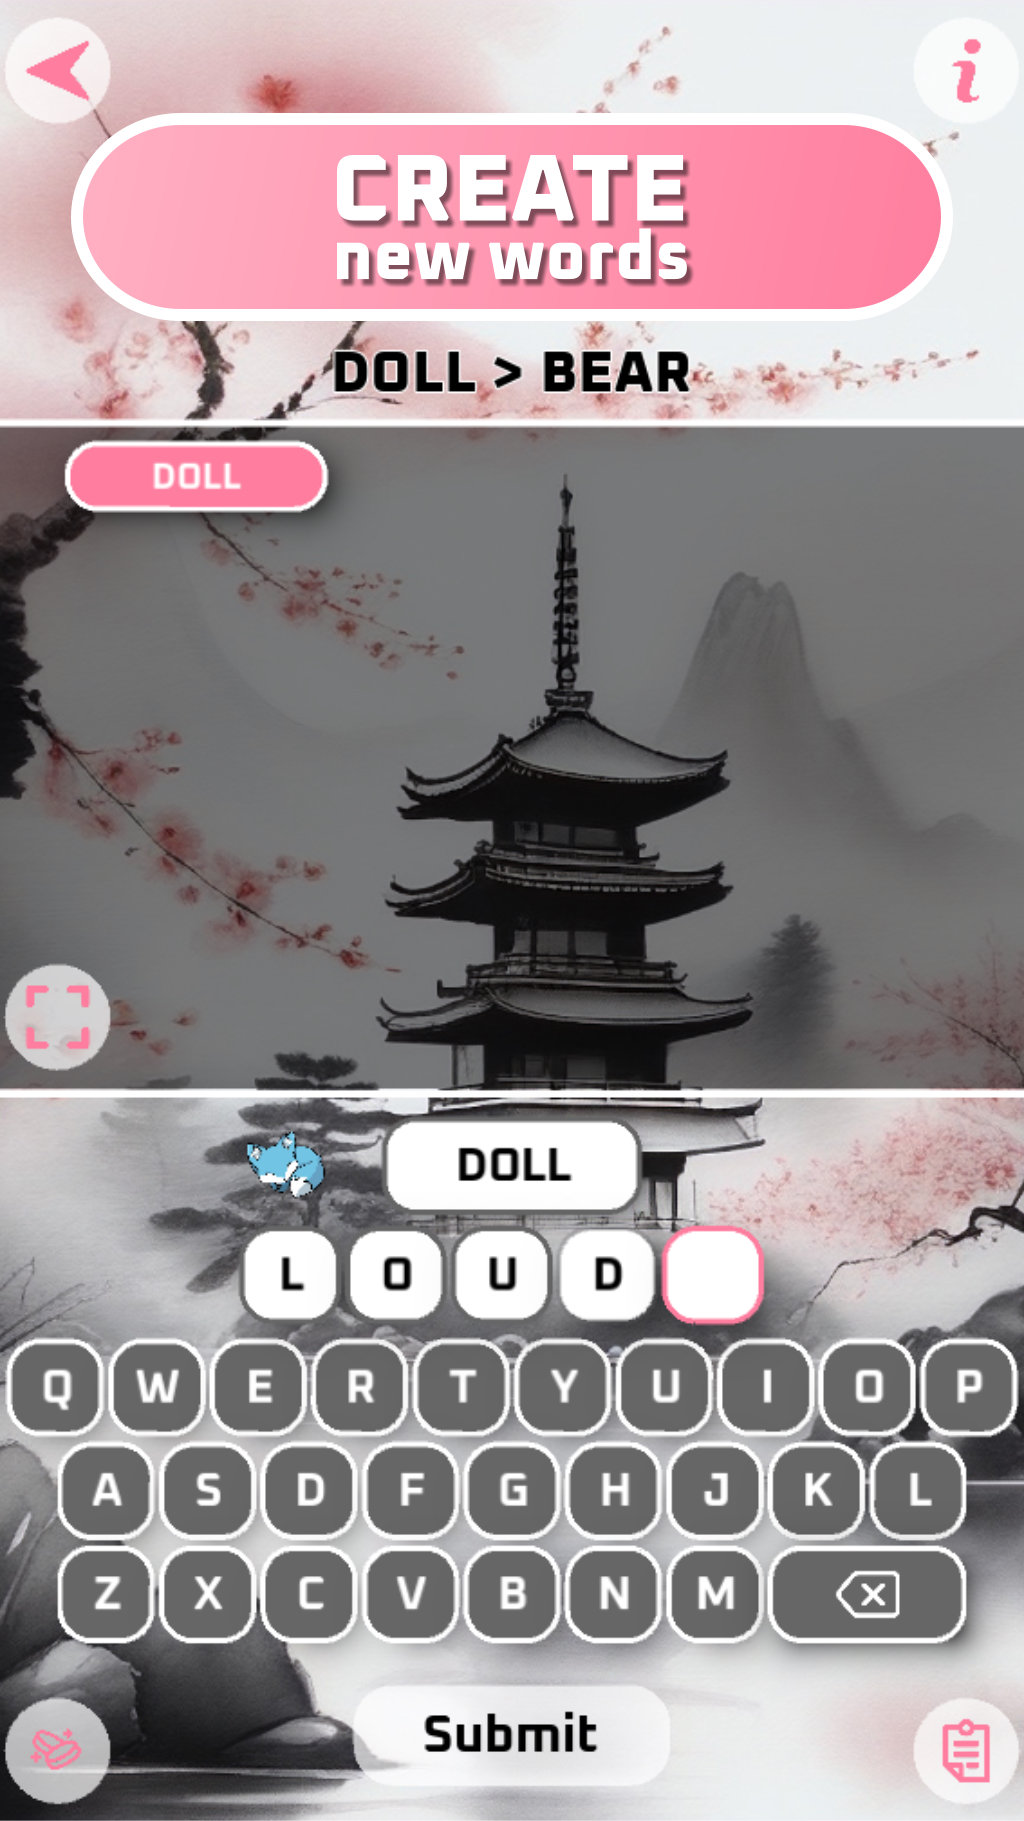 i
CREATE
new words
DOLL > BEAR
DOLL
DOLL
L O U D
Q W E R T Y U I O P
A S D F G H J K L
Z X C V B N M
Submit